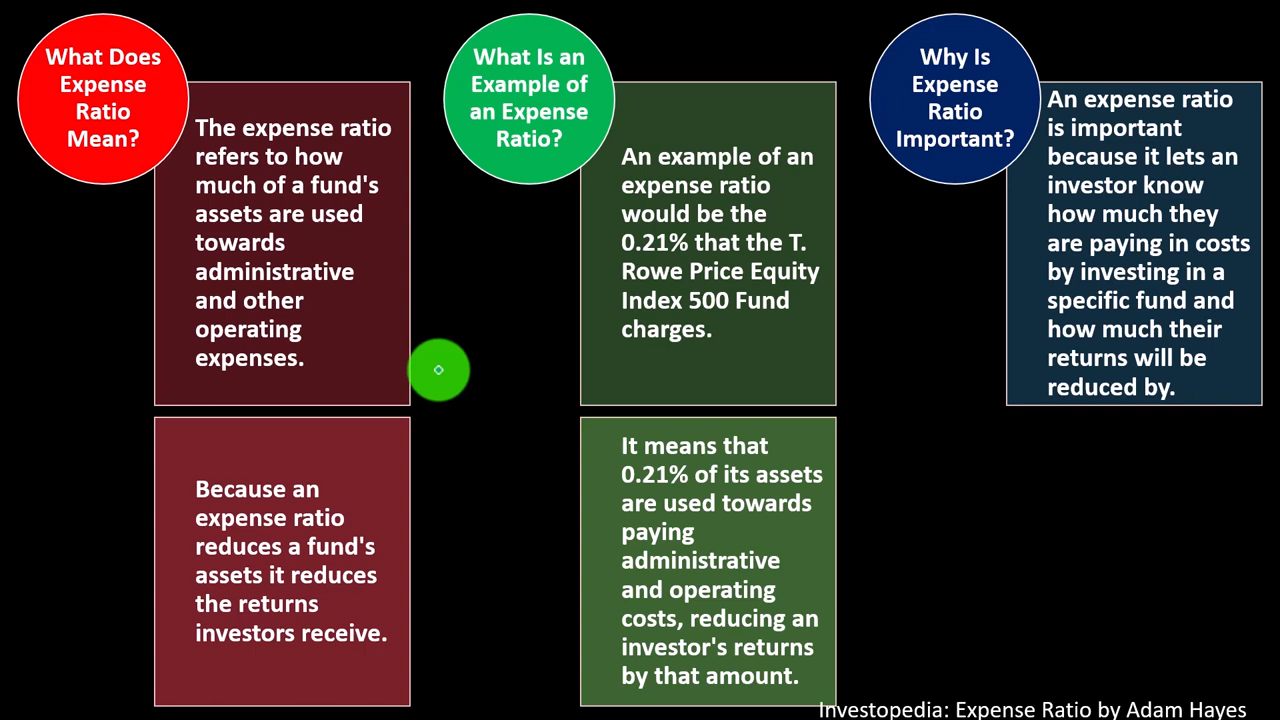 What Does
Expense
Ratio
Mean?
The expense ratio
refers to how
much of a fund's
assets are used
towards
administrative
and other
operating
expenses.
Because an
expense ratio
reduces a fund's
assets it reduces
the returns
investors receive.
What Is an
Example of
an Expense
Ratio?
An example of an
expense ratio
would be the
0.21% that the T.
Rowe Price Equity
Index 500 Fund
charges.
It means that
0.21% of its assets
are used towards
paying
administrative
and operating
costs, reducing an
investor's returns
by that amount.
Why Is
Expense
Ratio
Important?
An expense ratio
is important
because it lets an
investor know
how much they
are paying in costs
by investing in a
specific fund and
how much their
returns will be
reduced by.
Investopedia: Expense Ratio by Adam Hayes